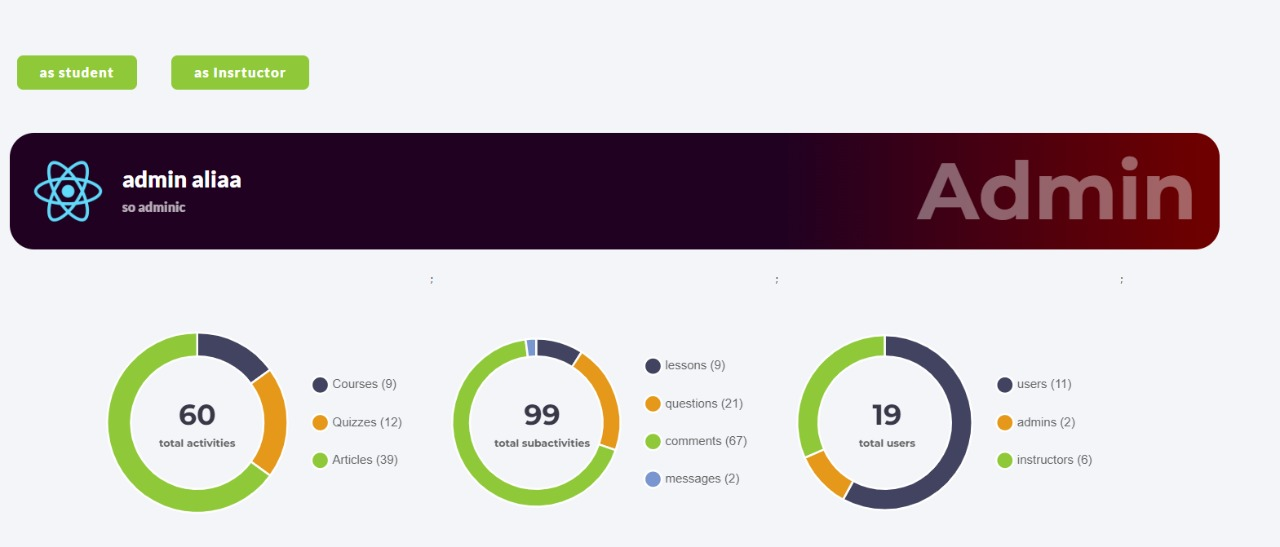 as student
as Insrtuctor
admin aliaa
so adminic
Admin
; ; ;
60
total activities
Courses (9)
Quizzes (12)
Articles (39)
99
total subactivities
lessons (9)
questions (21)
comments (67)
messages (2)
19
total users
users (11)
admins (2)
instructors (6)